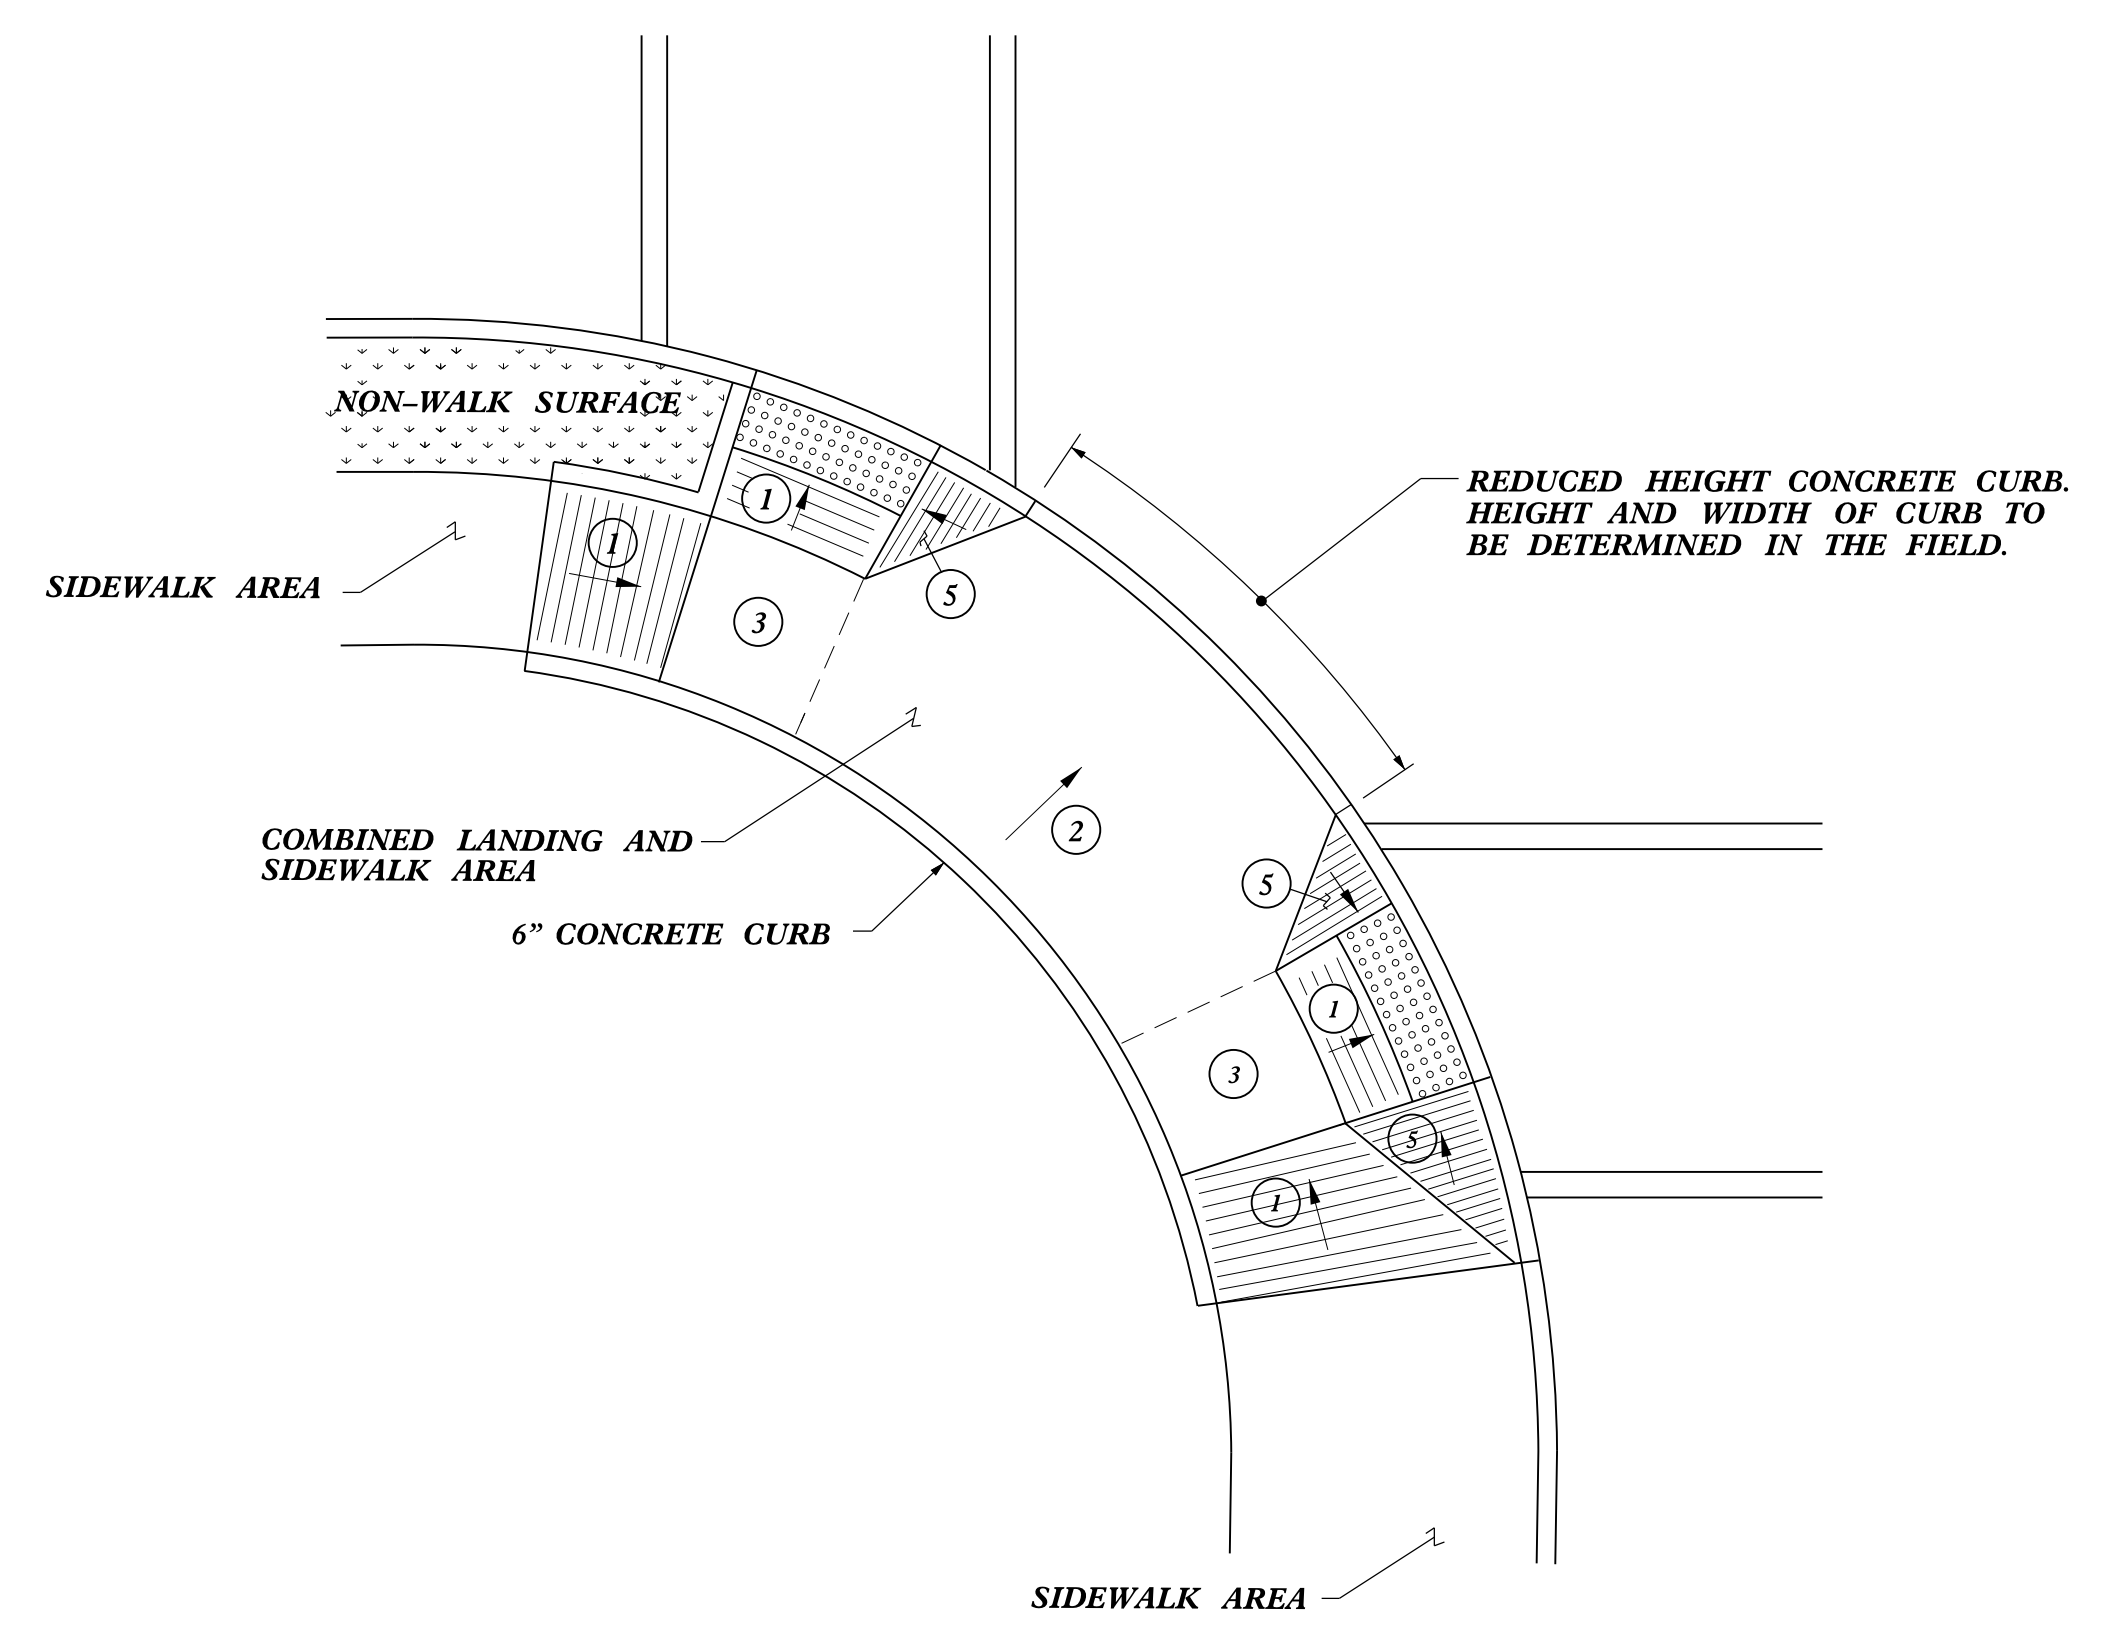 NON–WALK SURFACE
REDUCED HEIGHT CONCRETE CURB.
HEIGHT AND WIDTH OF CURB TO
BE DETERMINED IN THE FIELD.
1
1
SIDEWALK AREA
5
3
COMBINED LANDING AND
SIDEWALK AREA
2
5
6” CONCRETE CURB
1
3
5
1
SIDEWALK AREA